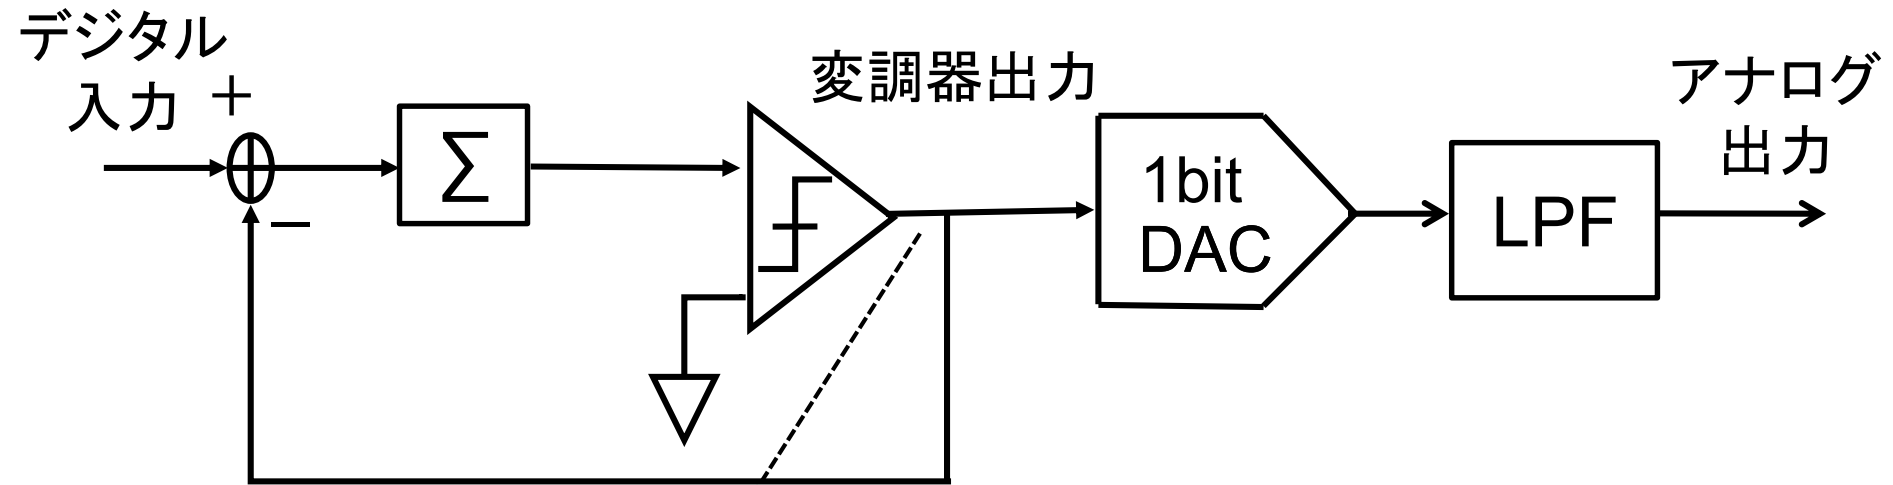 デジタル
入力
+
−
Σ
変調器出力
1bit
DAC
LPF
アナログ
出力